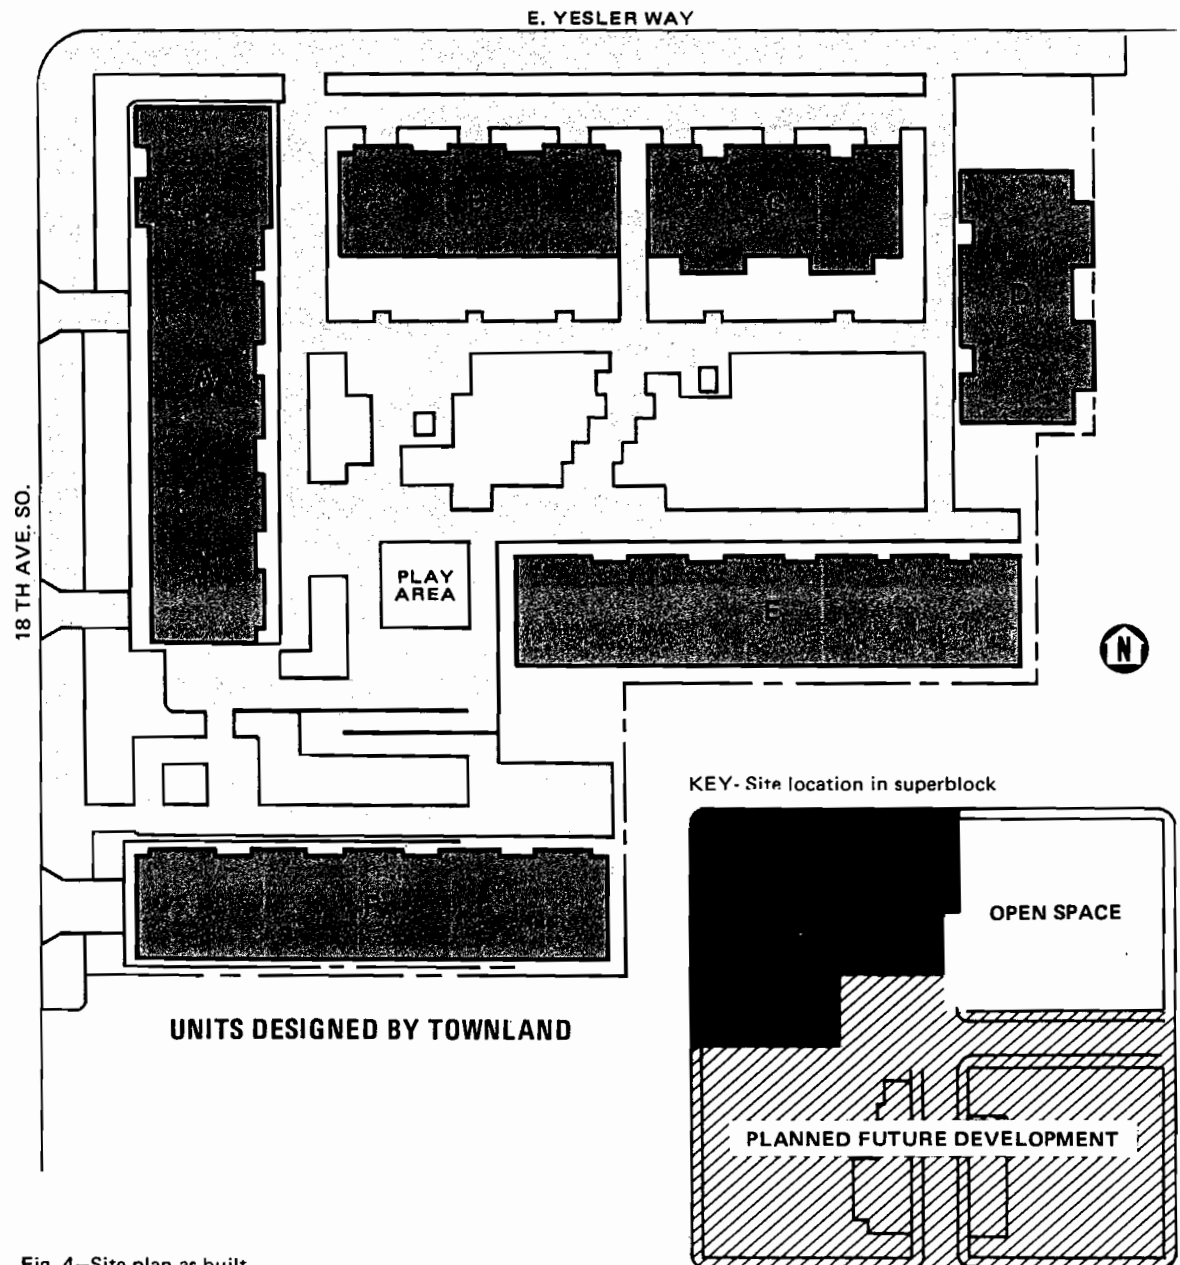 E. YESLER WAY
18 TH AVE. SO.
A
B
C
D
PLAY
AREA
E
N
F
UNITS DESIGNED BY TOWNLAND
KEY- Site location in superblock
OPEN SPACE
PLANNED FUTURE DEVELOPMENT
Fig. 4—Site plan as built